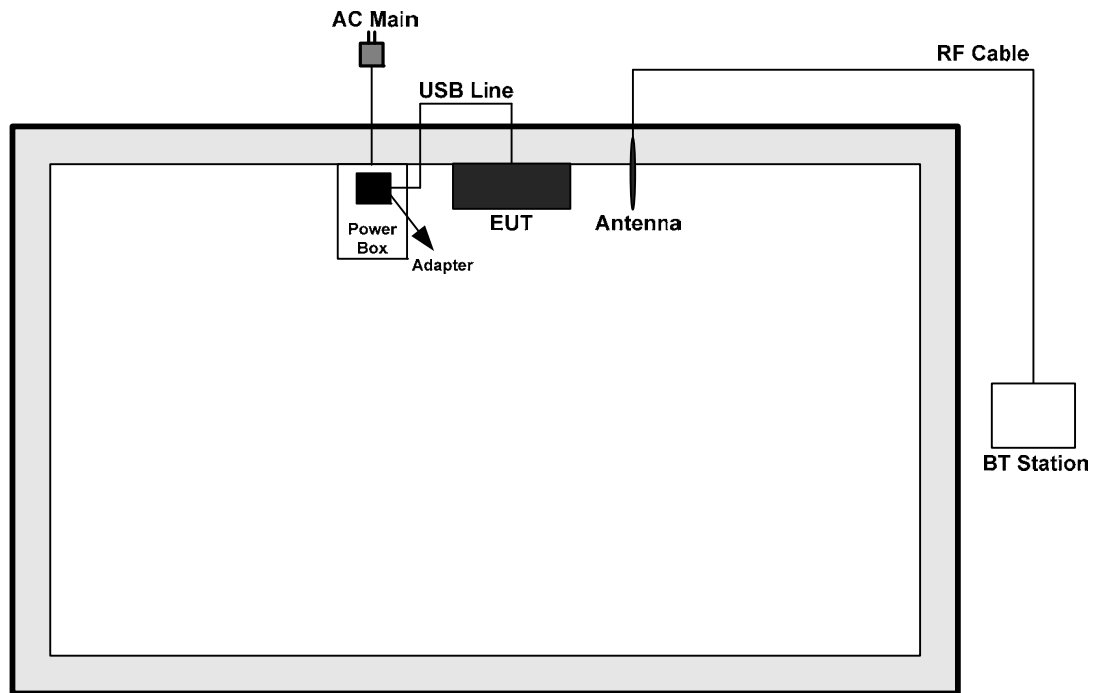 AC Main
RF Cable
USB Line
Power
Box
EUT
Antenna
Adapter
BT Station